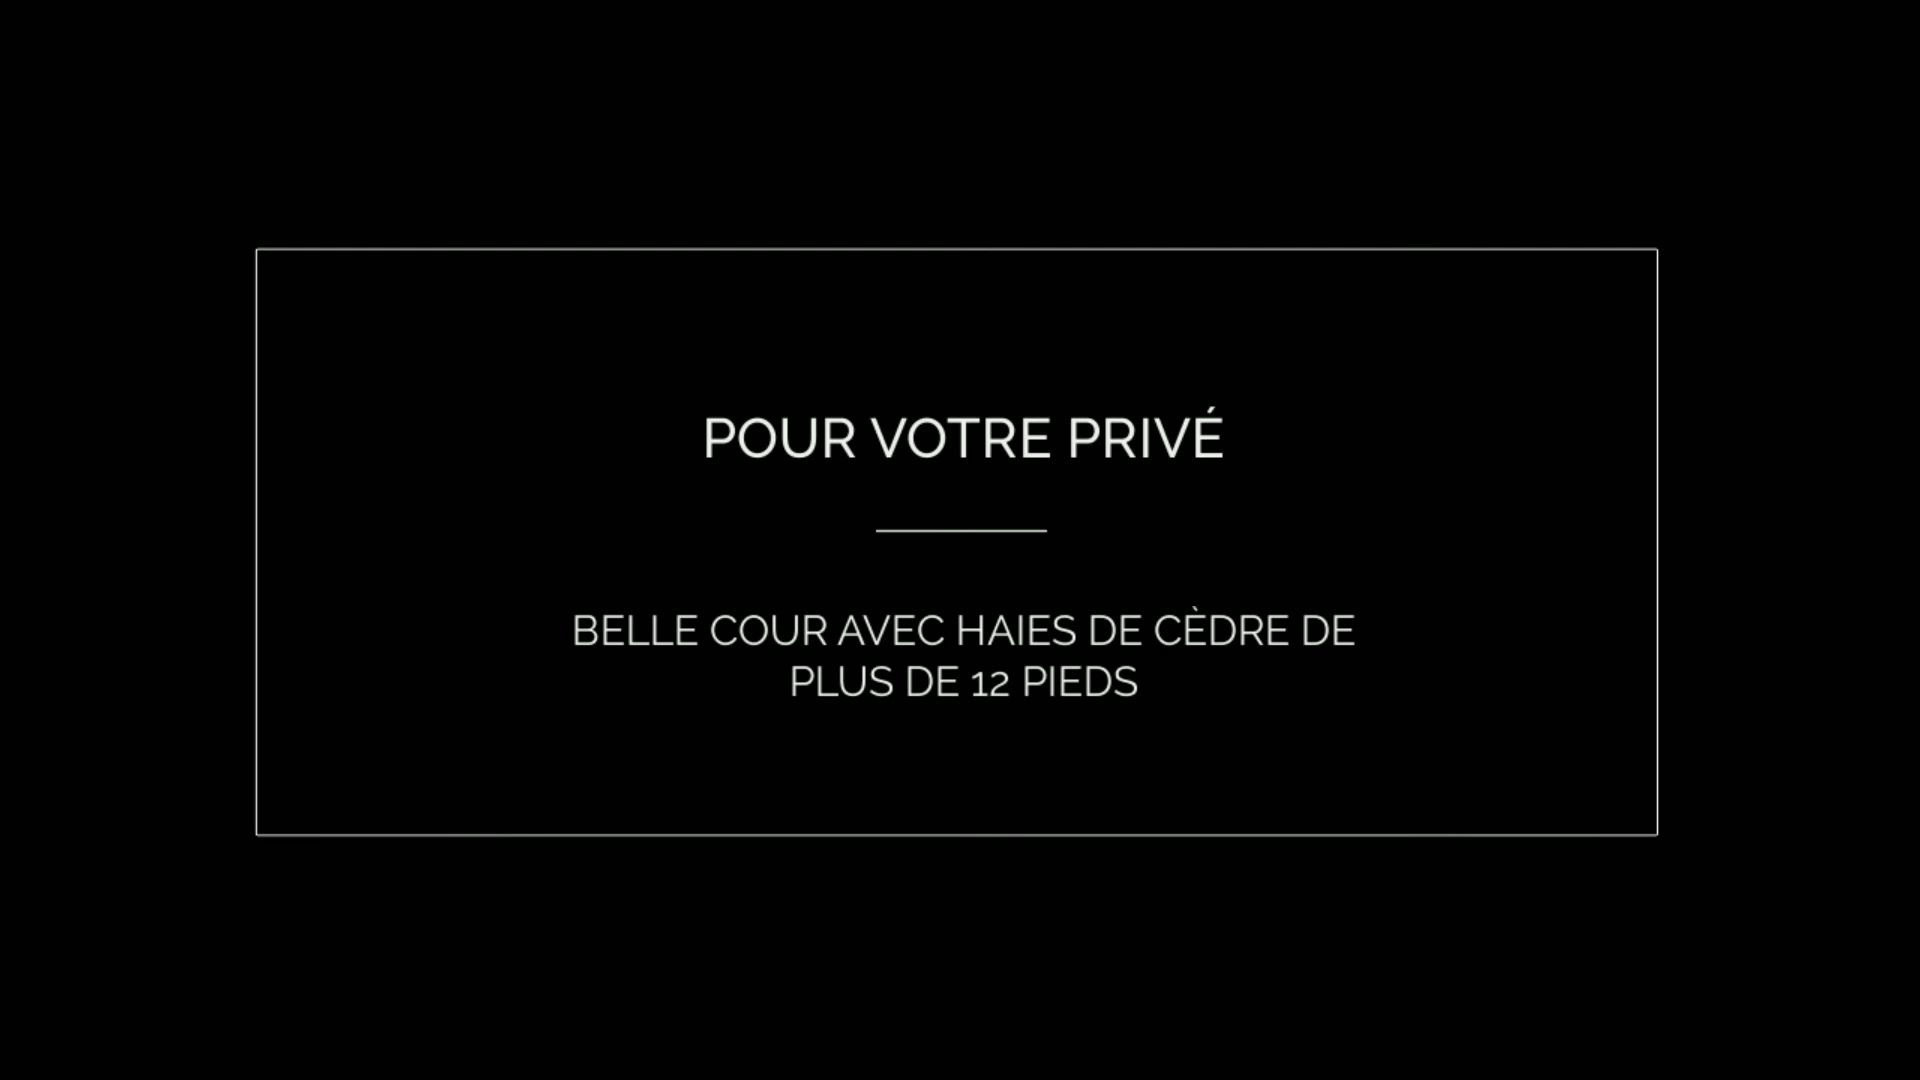 POUR VOTRE PRIVÉ
BELLE COUR AVEC HAIES DE CÈDRE DE
PLUS DE 12 PIEDS